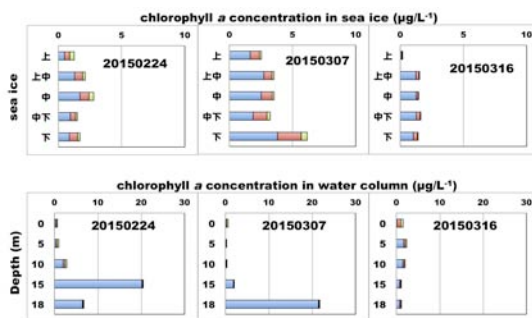 chlorophyll a concentration in sea ice (μg/L⁻¹)
0 5 10 0 5 10 0 5 10
sea ice
上
上中
中
中下
下
20150224
上
上中
中
中下
下
20150307
上
上中
中
中下
下
20150316
chlorophyll a concentration in water column (μg/L⁻¹)
0 10 20 30 0 10 20 30 0 10 20 30
Depth (m)
0
5
10
15
18
20150224
0
5
10
15
18
20150307
0
5
10
15
18
20150316